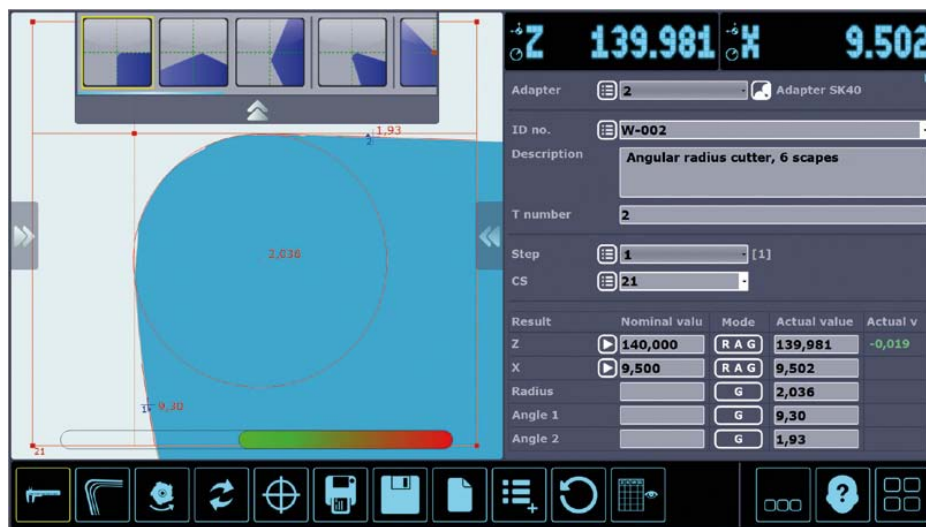 Z 139.981 X 9.502
Adapter 2 Adapter SK40
ID no. W-002
Description Angular radius cutter, 6 scapes
T number 2
Step 1 [1]
CS 21
Result Nominal valu Mode Actual value Actual v
Z 140,000 R A G 139,981 -0,019
X 9,500 R A G 9,502
Radius G 2,036
Angle 1 G 9,30
Angle 2 G 1,93
1,93
2
2,036
1 9,30
21
?